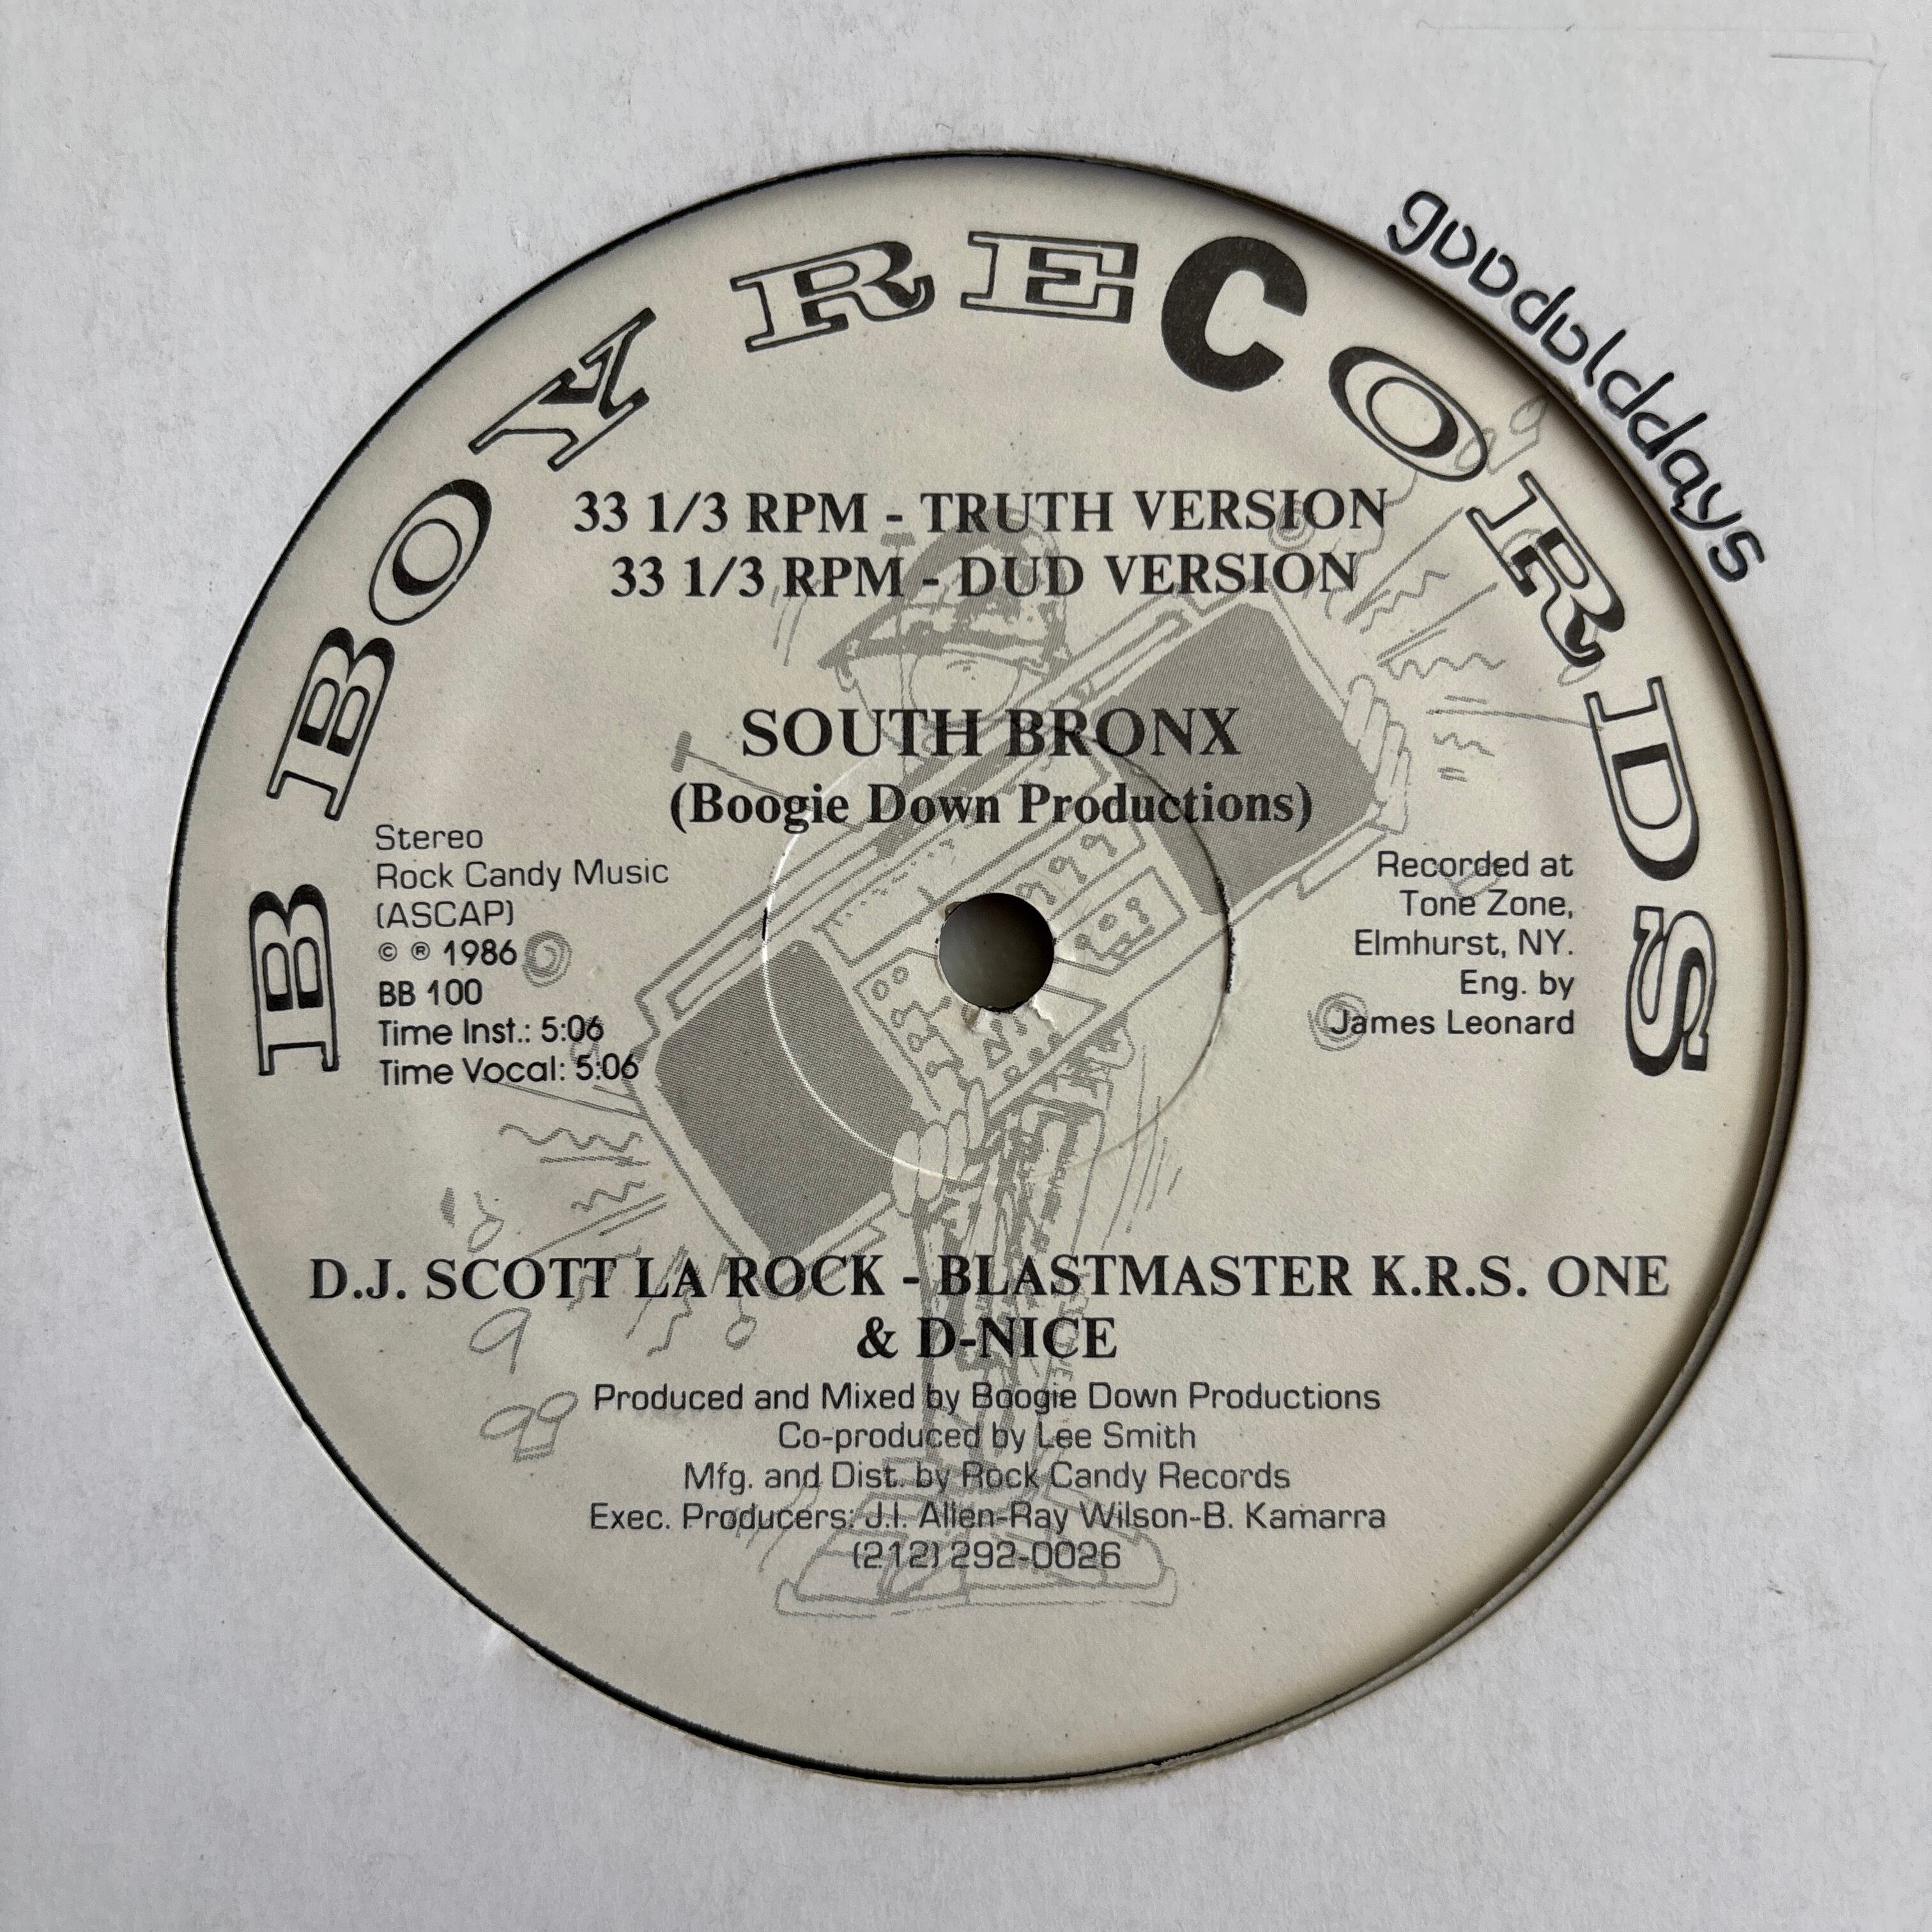 B BOY RECORDS
goodolddays
33 1/3 RPM - TRUTH VERSION
33 1/3 RPM - DUD VERSION
SOUTH BRONX
(Boogie Down Productions)
Stereo
Rock Candy Music
(ASCAP)
© ® 1986
BB 100
Time Inst.: 5:06
Time Vocal: 5:06
Recorded at
Tone Zone,
Elmhurst, NY.
Eng. by
James Leonard
D.J. SCOTT LA ROCK - BLASTMASTER K.R.S. ONE
& D-NICE
Produced and Mixed by Boogie Down Productions
Co-produced by Lee Smith
Mfg. and Dist. by Rock Candy Records
Exec. Producers: J.I. Allen-Ray Wilson-B. Kamarra
(212) 292-0026